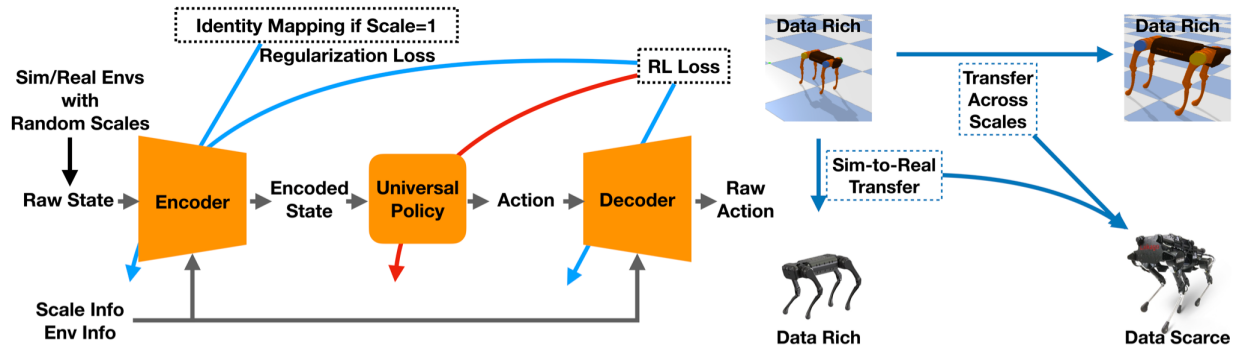 Identity Mapping if Scale=1
Regularization Loss
RL Loss
Sim/Real Envs
with
Random Scales
Raw State
Encoder
Encoded
State
Universal
Policy
Action
Decoder
Raw
Action
Scale Info
Env Info
Data Rich
Data Rich
Transfer
Across
Scales
Sim-to-Real
Transfer
Data Rich
Data Scarce